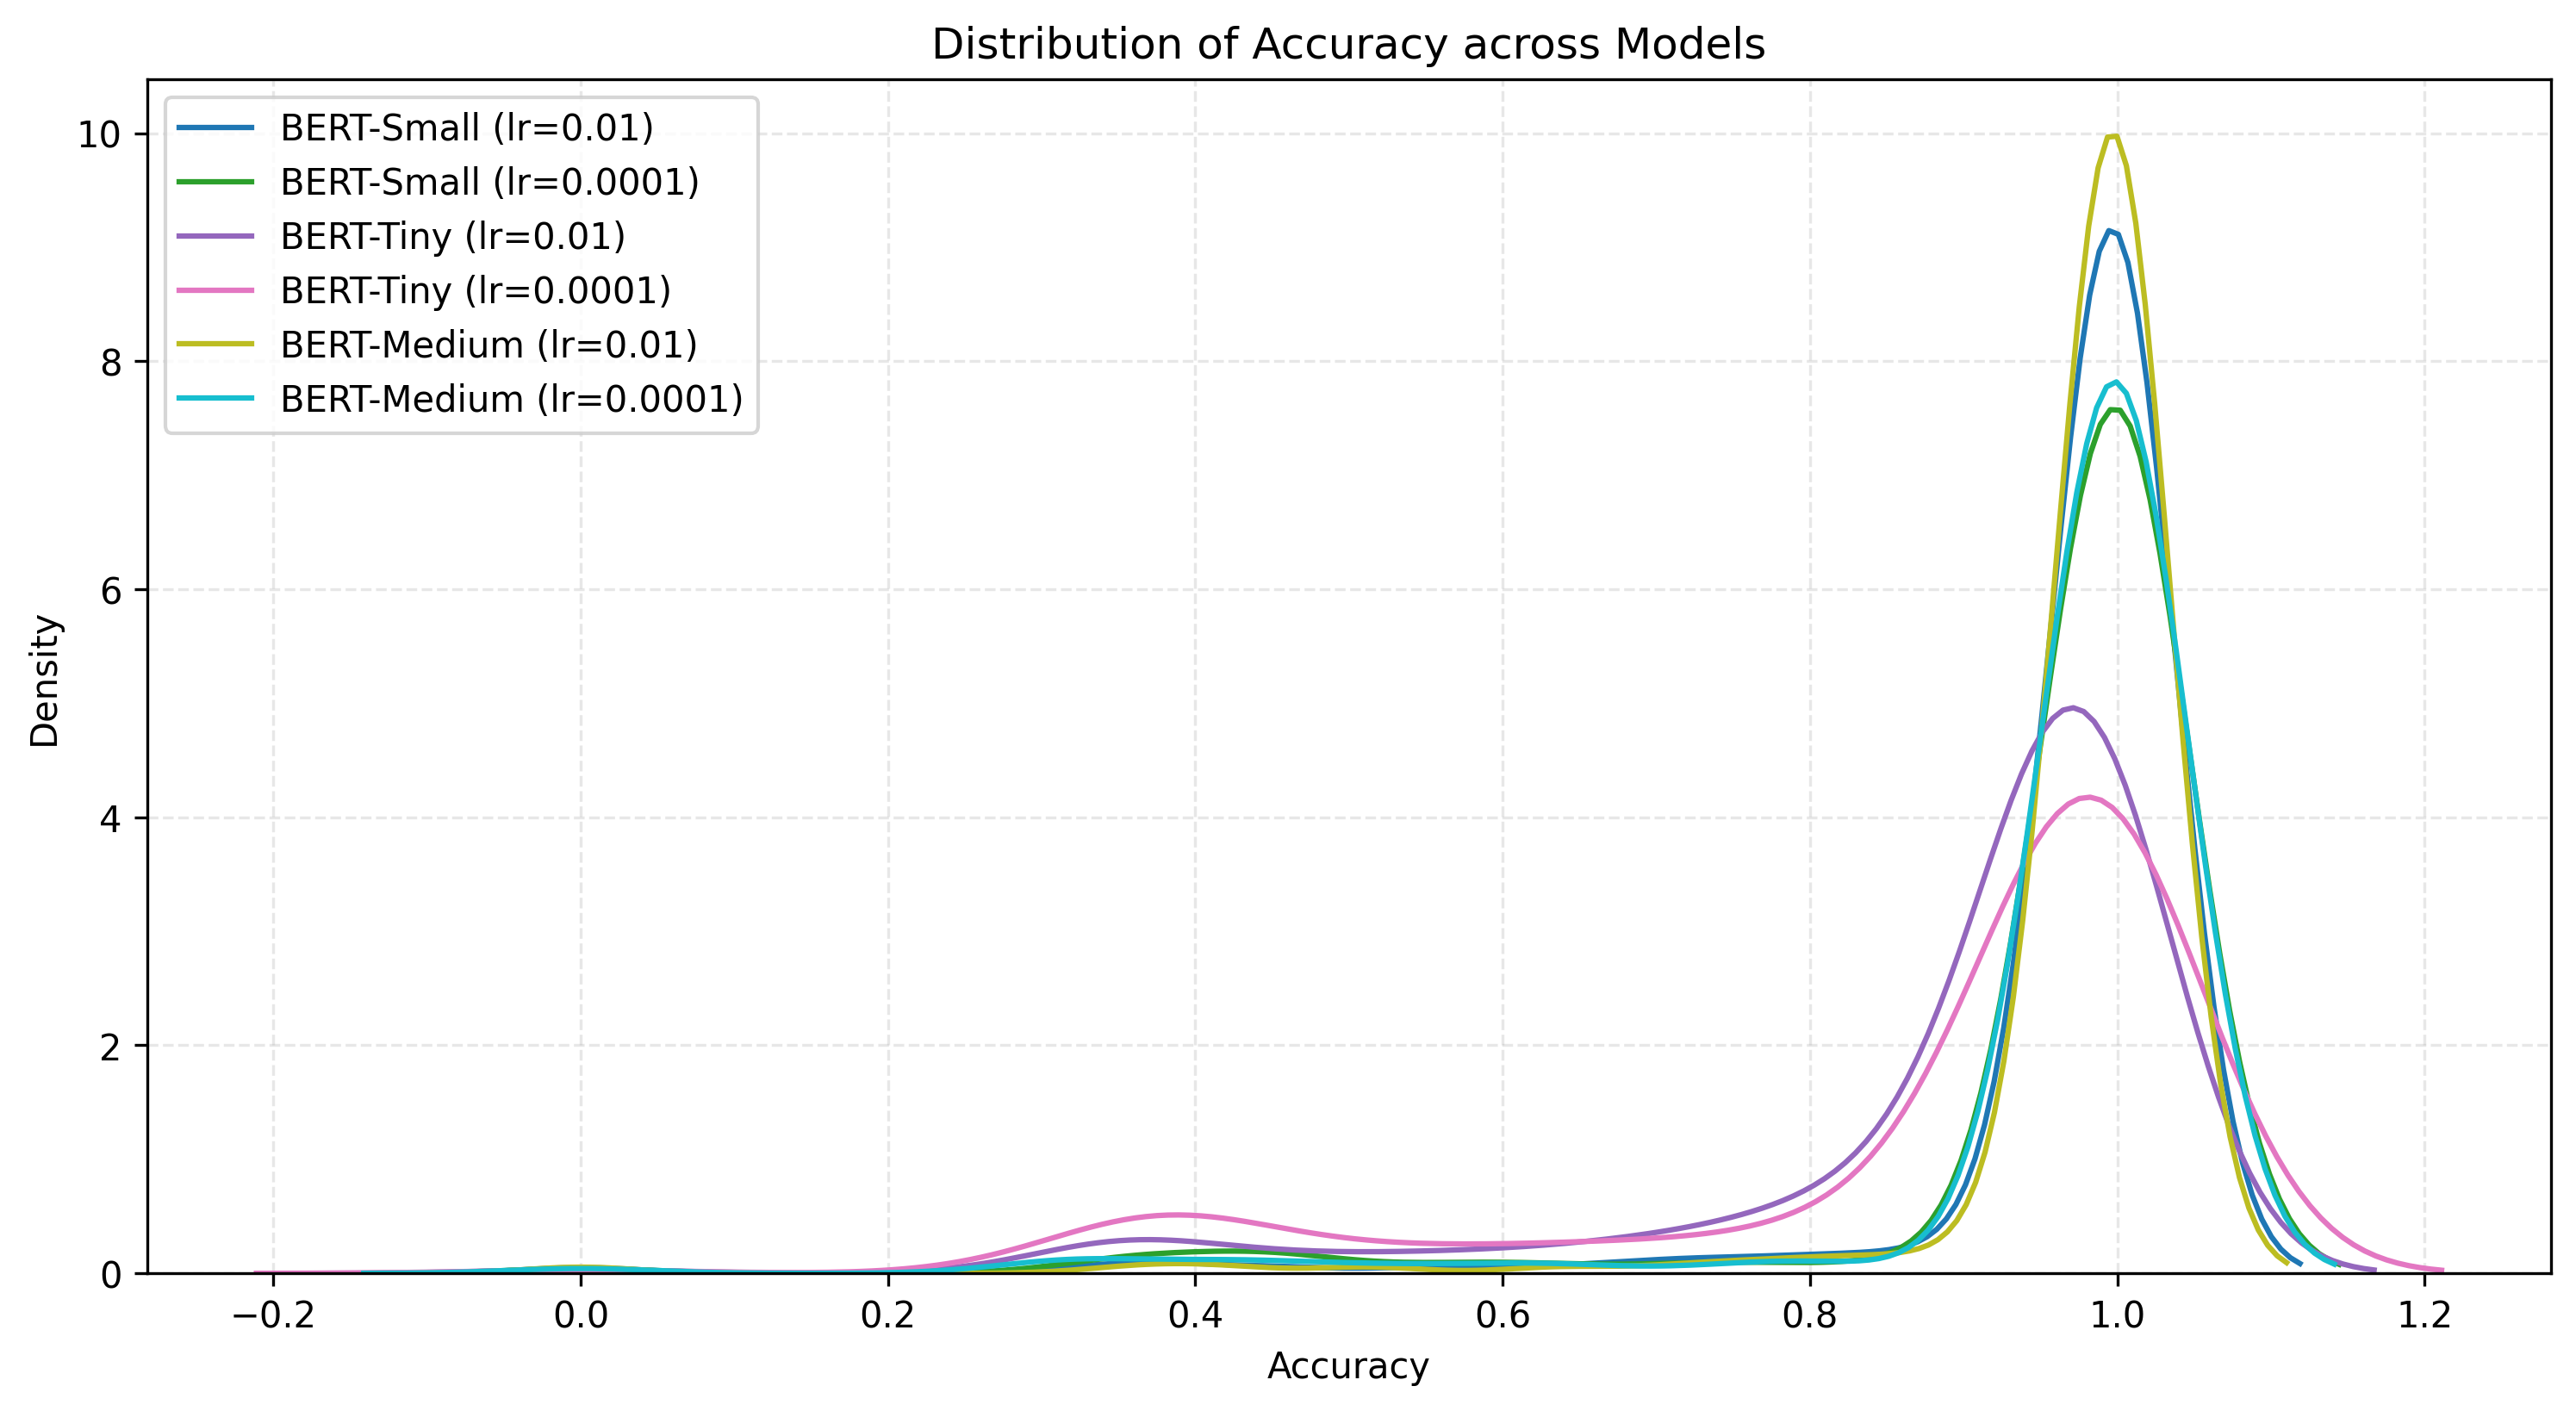 Distribution of Accuracy across Models
BERT-Small (lr=0.01)
BERT-Small (lr=0.0001)
BERT-Tiny (lr=0.01)
BERT-Tiny (lr=0.0001)
BERT-Medium (lr=0.01)
BERT-Medium (lr=0.0001)
Density
10
8
6
4
2
0
−0.2 0.0 0.2 0.4 0.6 0.8 1.0 1.2
Accuracy